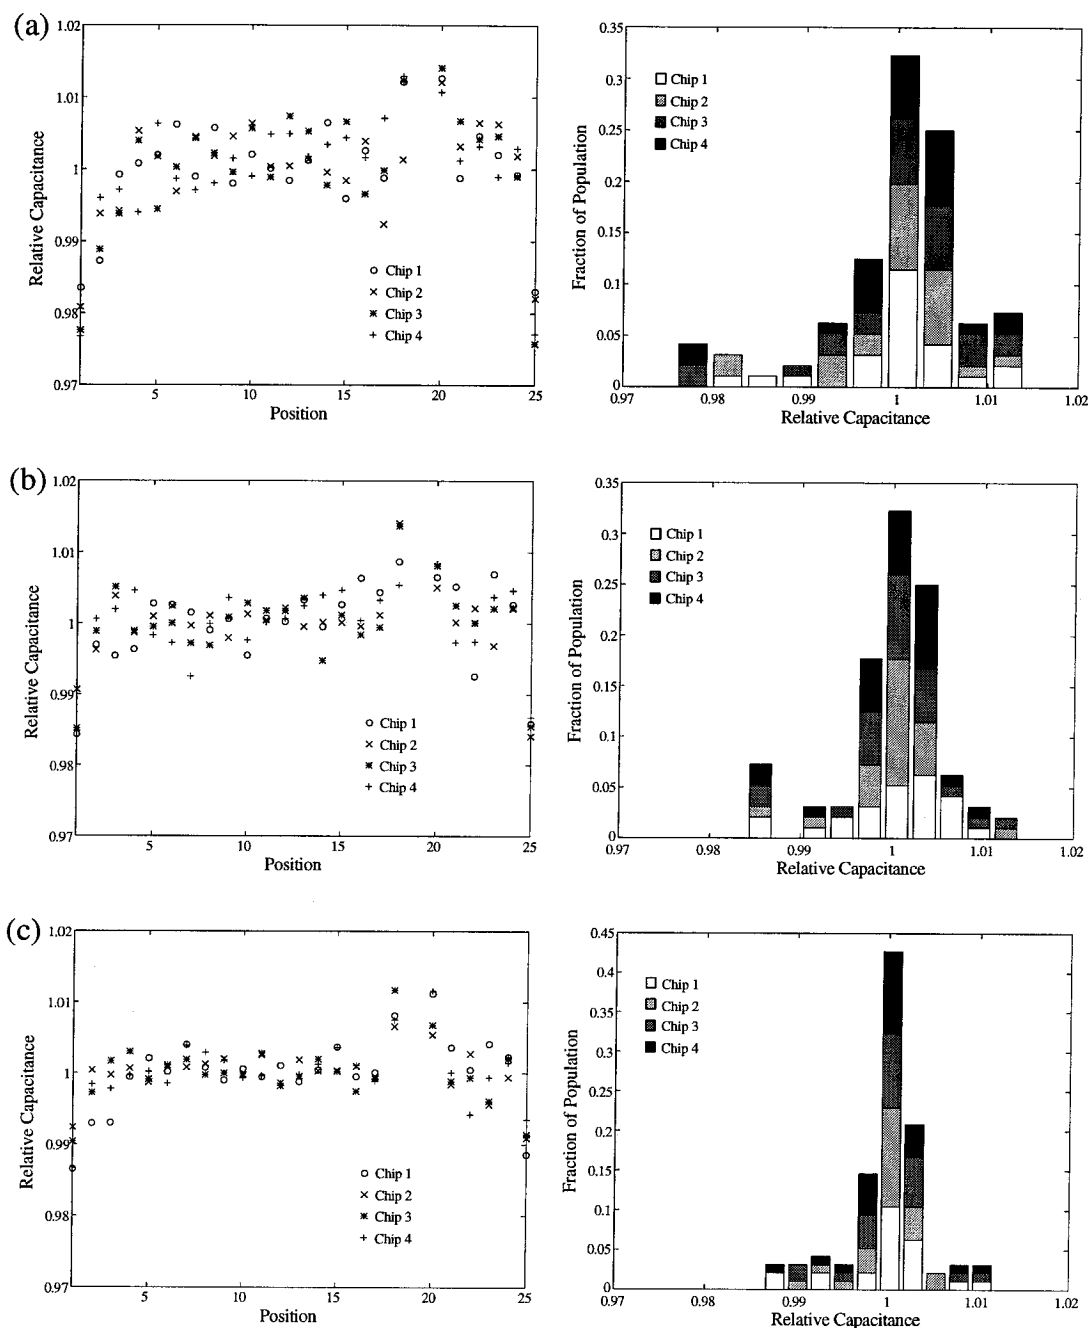 (a)
1.02
1.01
1
0.99
0.98
0.97
Relative Capacitance
Chip 1
Chip 2
Chip 3
Chip 4
5
10
15
20
25
Position
0.35
0.3
0.25
0.2
0.15
0.1
0.05
0
Fraction of Population
Chip 1
Chip 2
Chip 3
Chip 4
0.97
0.98
0.99
1
1.01
1.02
Relative Capacitance
(b)
1.02
1.01
1
0.99
0.98
0.97
Relative Capacitance
Chip 1
Chip 2
Chip 3
Chip 4
5
10
15
20
25
Position
0.35
0.3
0.25
0.2
0.15
0.1
0.05
0
Fraction of Population
Chip 1
Chip 2
Chip 3
Chip 4
0.97
0.98
0.99
1
1.01
1.02
Relative Capacitance
(c)
1.02
1.01
1
0.99
0.98
0.97
Relative Capacitance
Chip 1
Chip 2
Chip 3
Chip 4
5
10
15
20
25
Position
0.45
0.4
0.35
0.3
0.25
0.2
0.15
0.1
0.05
0
Fraction of Population
Chip 1
Chip 2
Chip 3
Chip 4
0.97
0.98
0.99
1
1.01
1.02
Relative Capacitance